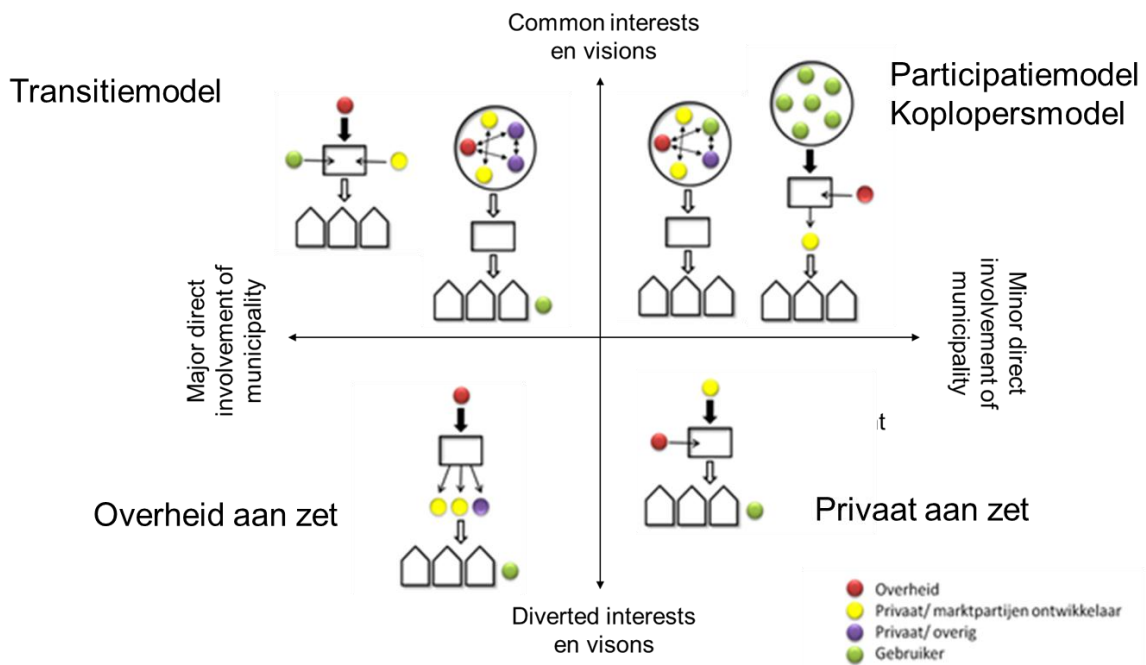 Common interests
en visions
Transitiemodel
Participatiemodel
Koplopersmodel
Major direct
involvement of
municipality
Minor direct
involvement of
municipality
Overheid aan zet
Privaat aan zet
Diverted interests
en visons
Overheid
Privaat/ marktpartijen ontwikkelaar
Privaat/ overig
Gebruiker